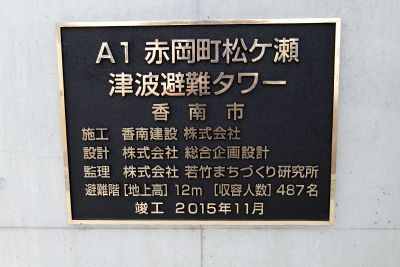 A1 赤岡町松ケ瀬
津波避難タワー
香南市
施工 香南建設 株式会社
設計 株式会社 総合企画設計
監理 株式会社 若竹まちづくり研究所
避難階[地上高]12m [収容人数]487名
竣工 2015年11月